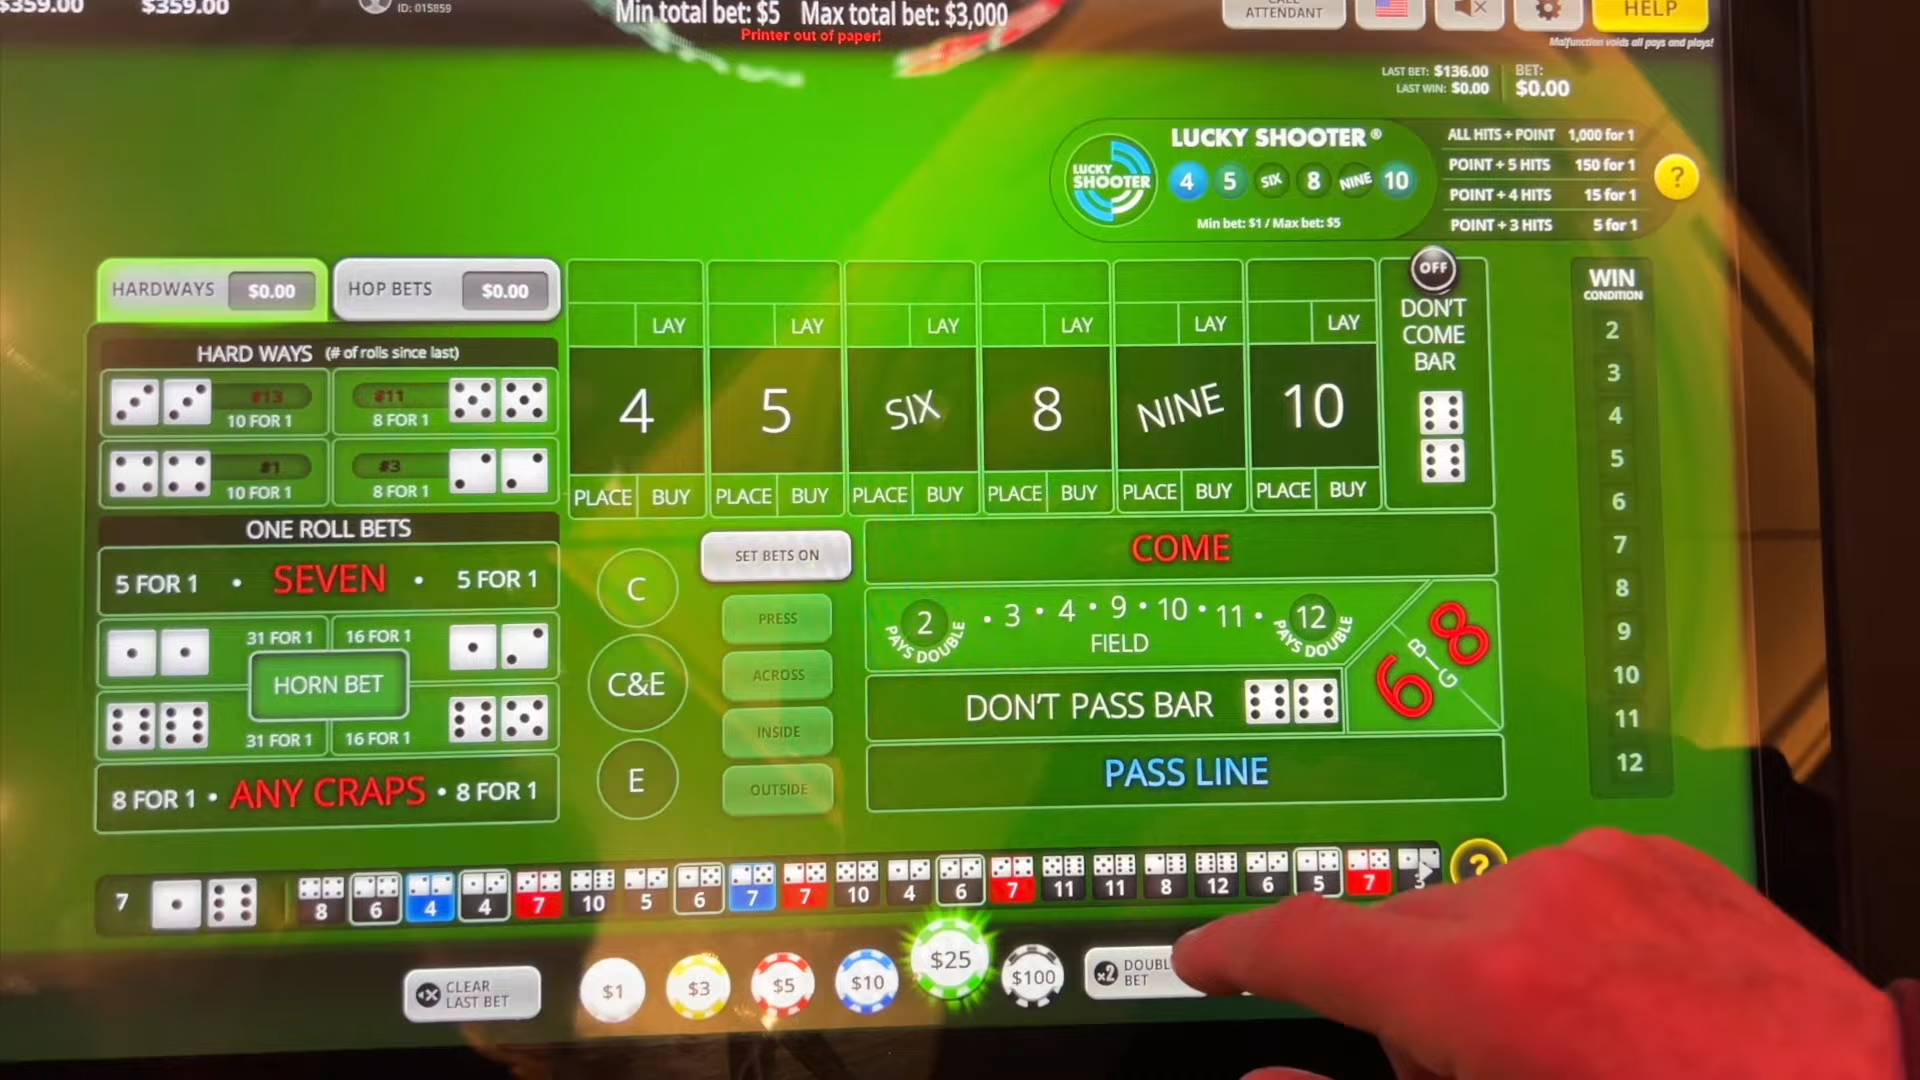 $359.00 $359.00
ID: 015859
Min total bet: $5 Max total bet: $3,000
Printer out of paper!
CALL
ATTENDANT
HELP
Malfunction voids all pays and plays!
LAST BET: $136.00
LAST WIN: $0.00
BET:
$0.00
LUCKY
SHOOTER
LUCKY SHOOTER®
4 5 SIX 8 NINE 10
Min bet: $1 / Max bet: $5
ALL HITS + POINT 1,000 for 1
POINT + 5 HITS 150 for 1
POINT + 4 HITS 15 for 1
POINT + 3 HITS 5 for 1
?
HARDWAYS $0.00
HOP BETS $0.00
HARD WAYS (# of rolls since last)
#13
10 FOR 1
#11
8 FOR 1
#1
10 FOR 1
#3
8 FOR 1
ONE ROLL BETS
5 FOR 1 • SEVEN • 5 FOR 1
31 FOR 1 16 FOR 1
HORN BET
31 FOR 1 16 FOR 1
8 FOR 1 • ANY CRAPS • 8 FOR 1
LAY LAY LAY LAY LAY LAY
4 5 SIX 8 NINE 10
PLACE BUY PLACE BUY PLACE BUY PLACE BUY PLACE BUY PLACE BUY
OFF
DON'T
COME
BAR
WIN
CONDITION
2
3
4
5
6
7
8
9
10
11
12
C
C&E
E
SET BETS ON
PRESS
ACROSS
INSIDE
OUTSIDE
COME
2 • 3 • 4 • 9 • 10 • 11 • 12
PAYS DOUBLE FIELD PAYS DOUBLE
DON'T PASS BAR
6 BIG 8
PASS LINE
7
8 6 4 4 7 10 5 6 7 7 10 4 6 7 11 11 8 12 6 5 7 3
?
CLEAR
LAST BET
$1 $3 $5 $10 $25 $100
x2
BET